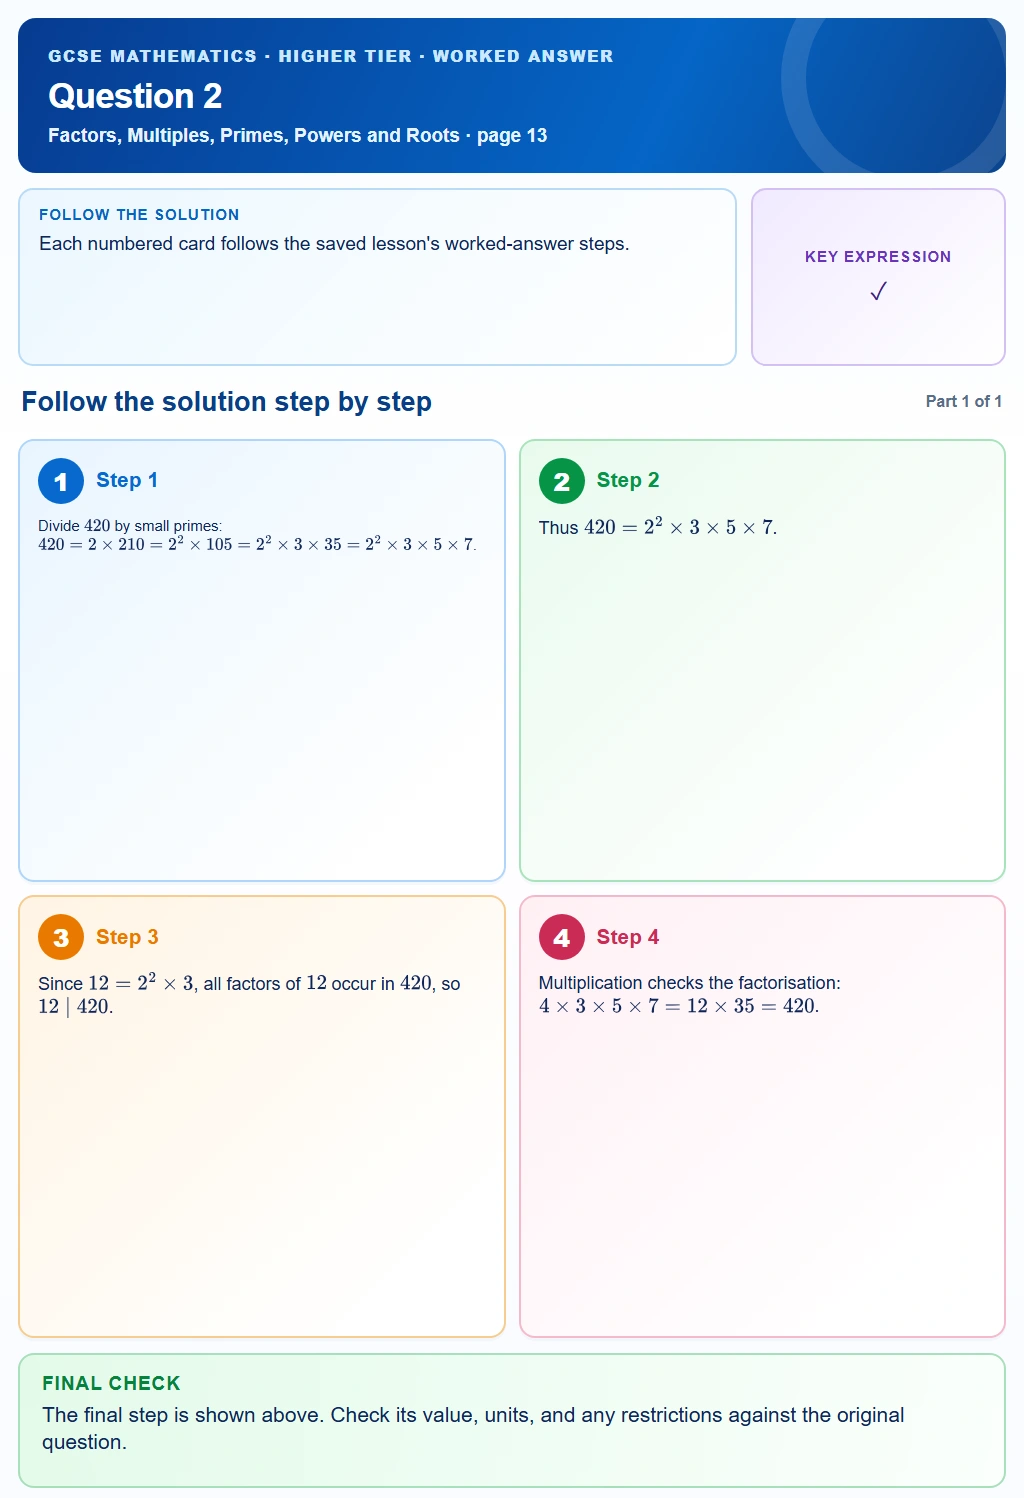 GCSE MATHEMATICS · HIGHER TIER · WORKED ANSWER
Question 2
Factors, Multiples, Primes, Powers and Roots · page 13
FOLLOW THE SOLUTION
Each numbered card follows the saved lesson's worked-answer steps.
KEY EXPRESSION
✓
Follow the solution step by step
Part 1 of 1
1 Step 1
Divide 420 by small primes:
420 = 2 × 210 = 2² × 105 = 2² × 3 × 35 = 2² × 3 × 5 × 7.
2 Step 2
Thus 420 = 2² × 3 × 5 × 7.
3 Step 3
Since 12 = 2² × 3, all factors of 12 occur in 420, so
12 | 420.
4 Step 4
Multiplication checks the factorisation:
4 × 3 × 5 × 7 = 12 × 35 = 420.
FINAL CHECK
The final step is shown above. Check its value, units, and any restrictions against the original
question.